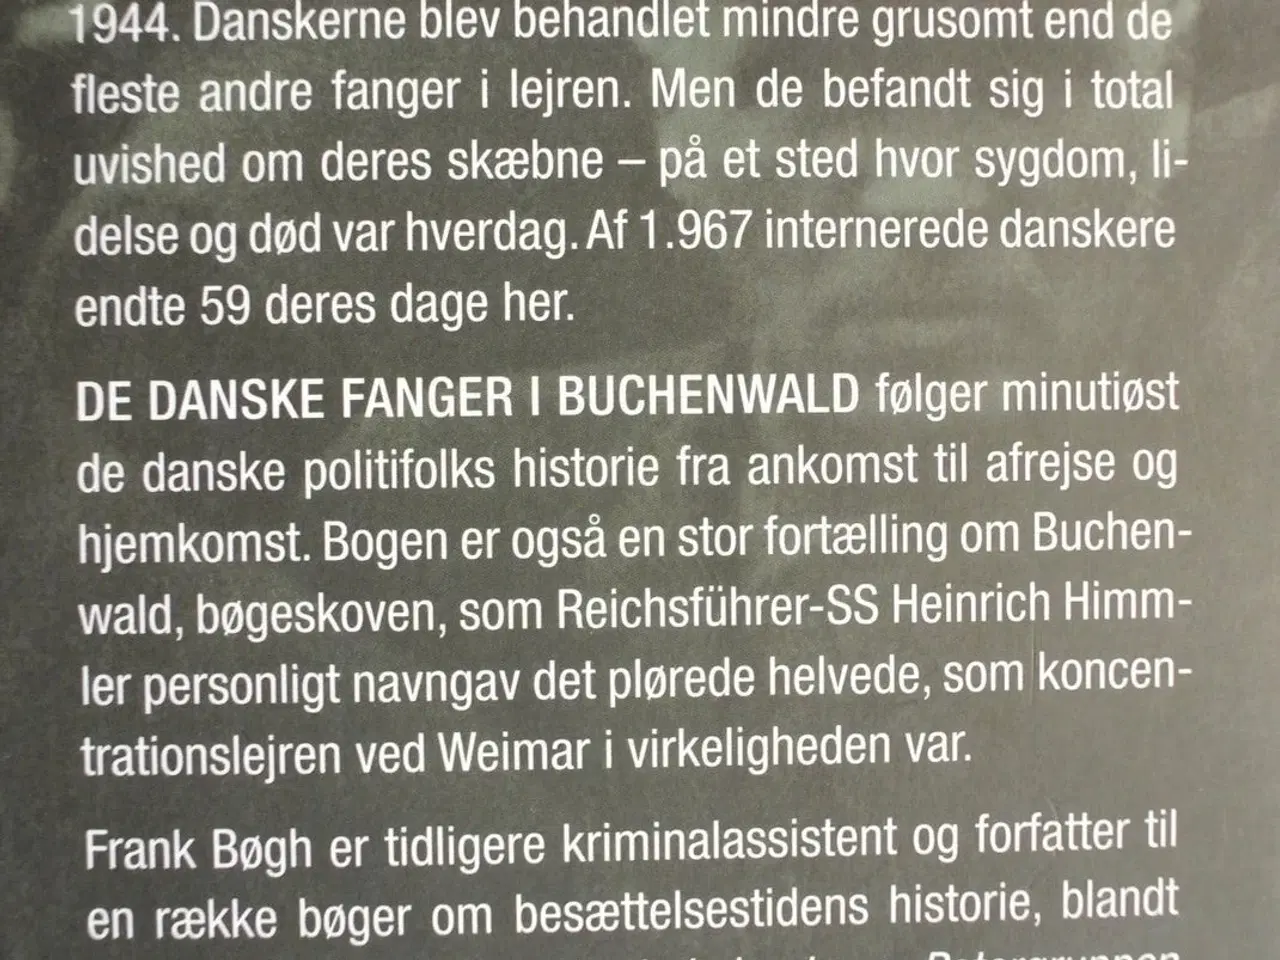 1944. Danskerne blev behandlet mindre grusomt end de
fleste andre fanger i lejren. Men de befandt sig i total
uvished om deres skæbne – på et sted hvor sygdom, li-
delse og død var hverdag. Af 1.967 internerede danskere
endte 59 deres dage her.
DE DANSKE FANGER I BUCHENWALD følger minutiøst
de danske politifolks historie fra ankomst til afrejse og
hjemkomst. Bogen er også en stor fortælling om Buchen-
wald, bøgeskoven, som Reichsführer-SS Heinrich Himm-
ler personligt navngav det plørede helvede, som koncen-
trationslejren ved Weimar i virkeligheden var.
Frank Bøgh er tidligere kriminalassistent og forfatter til
en række bøger om besættelsestidens historie, blandt
Petergruppen